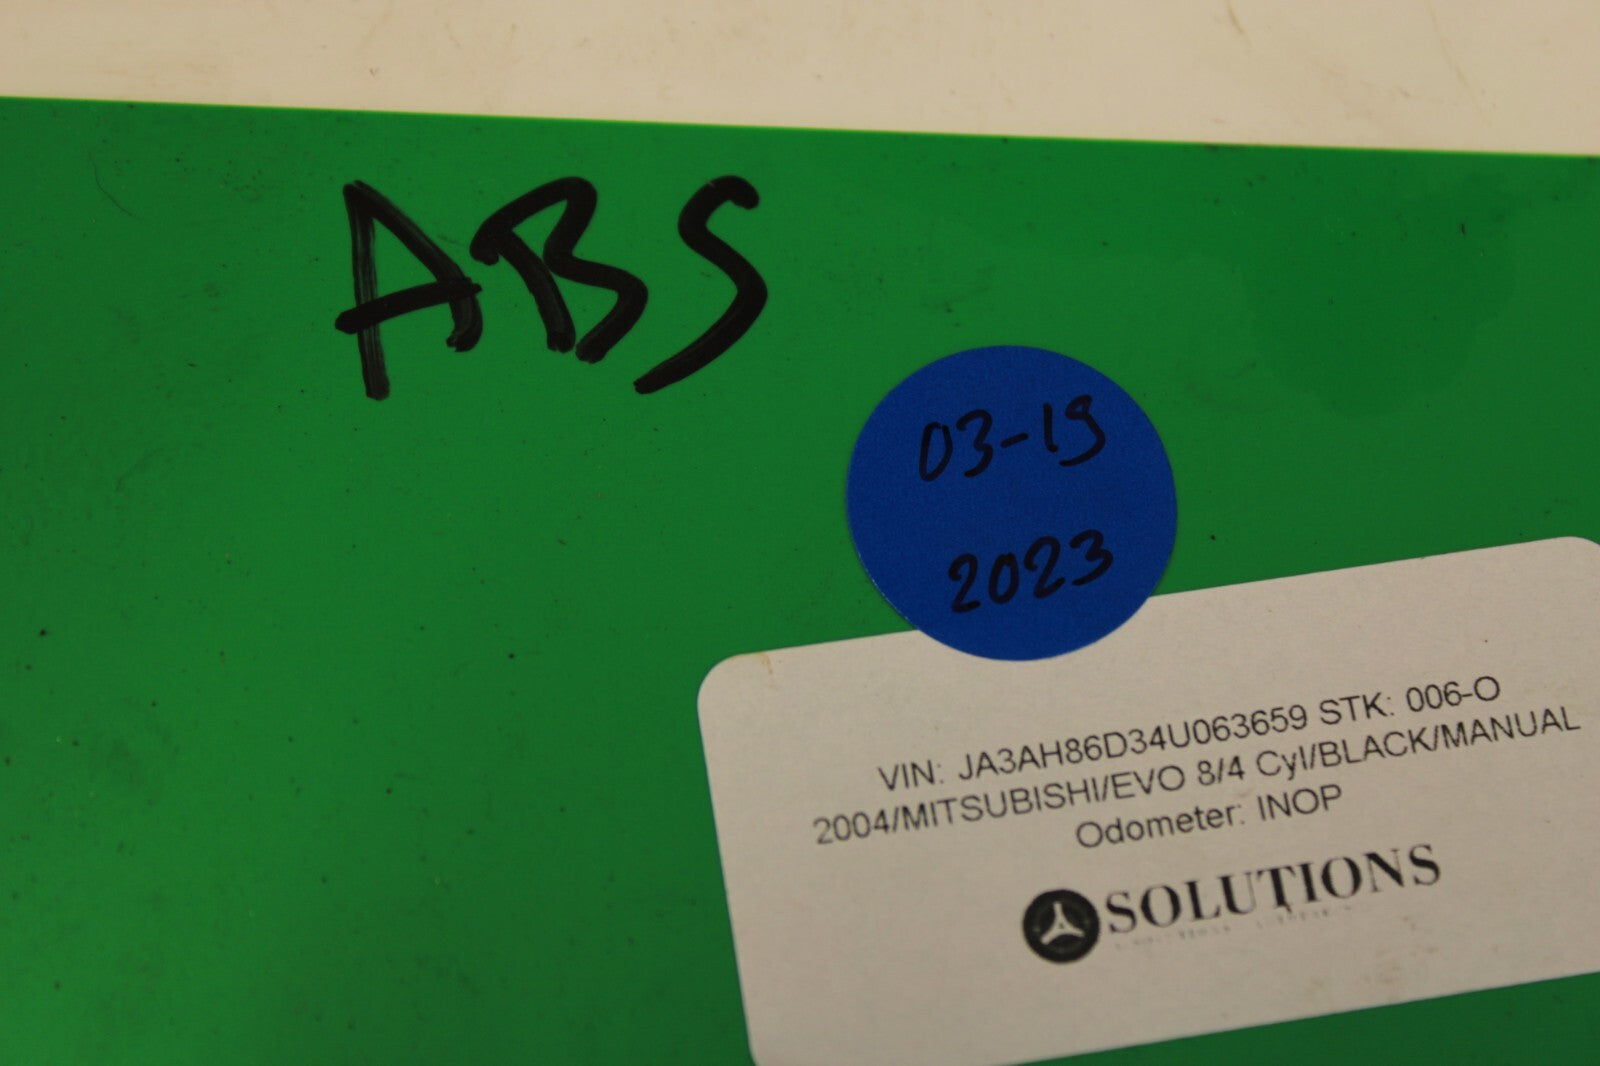 ABS
03-19
2023
VIN: JA3AH86D34U063659 STK: 006-O
2004/MITSUBISHI/EVO 8/4 Cyl/BLACK/MANUAL
Odometer: INOP
SOLUTIONS